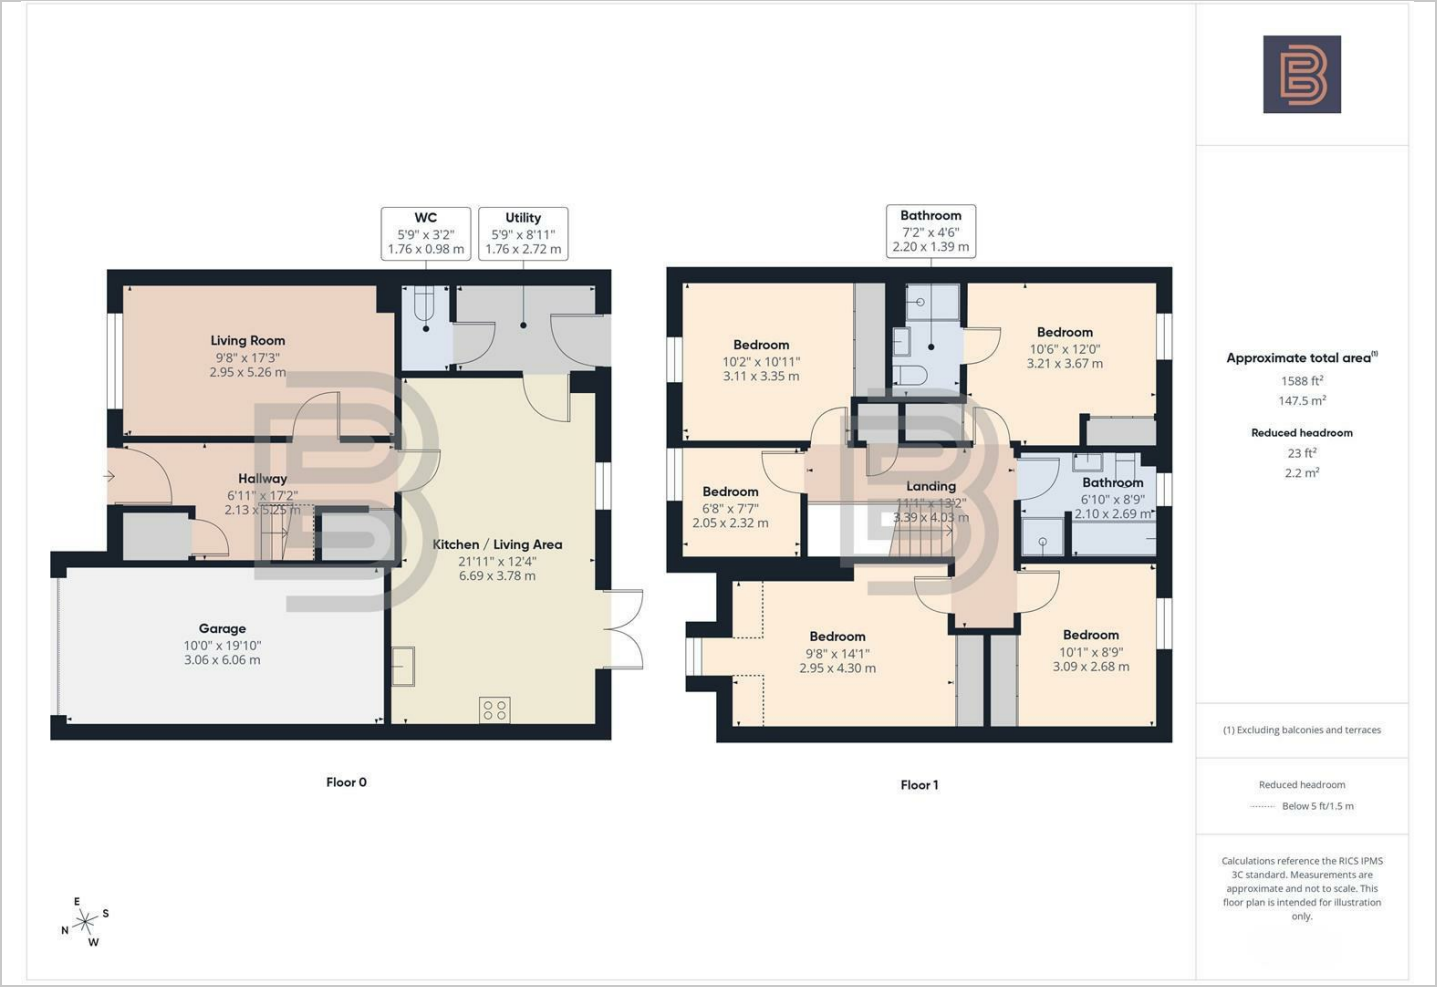 WC
5'9" x 3'2"
1.76 x 0.98 m
Utility
5'9" x 8'11"
1.76 x 2.72 m
Living Room
9'8" x 17'3"
2.95 x 5.26 m
Hallway
6'11" x 17'2"
2.13 x 5.25 m
Kitchen / Living Area
21'11" x 12'4"
6.69 x 3.78 m
Garage
10'0" x 19'10"
3.06 x 6.06 m
Floor 0
Bathroom
7'2" x 4'6"
2.20 x 1.39 m
Bedroom
10'2" x 10'11"
3.11 x 3.35 m
Bedroom
10'6" x 12'0"
3.21 x 3.67 m
Bedroom
6'8" x 7'7"
2.05 x 2.32 m
Landing
11'1" x 13'2"
3.39 x 4.03 m
Bathroom
6'10" x 8'9"
2.10 x 2.69 m
Bedroom
9'8" x 14'1"
2.95 x 4.30 m
Bedroom
10'1" x 8'9"
3.09 x 2.68 m
Floor 1
E
S
N
W
B
Approximate total area(1)
1588 ft²
147.5 m²
Reduced headroom
23 ft²
2.2 m²
(1) Excluding balconies and terraces
Reduced headroom
Below 5 ft/1.5 m
Calculations reference the RICS IPMS
3C standard. Measurements are
approximate and not to scale. This
floor plan is intended for illustration
only.